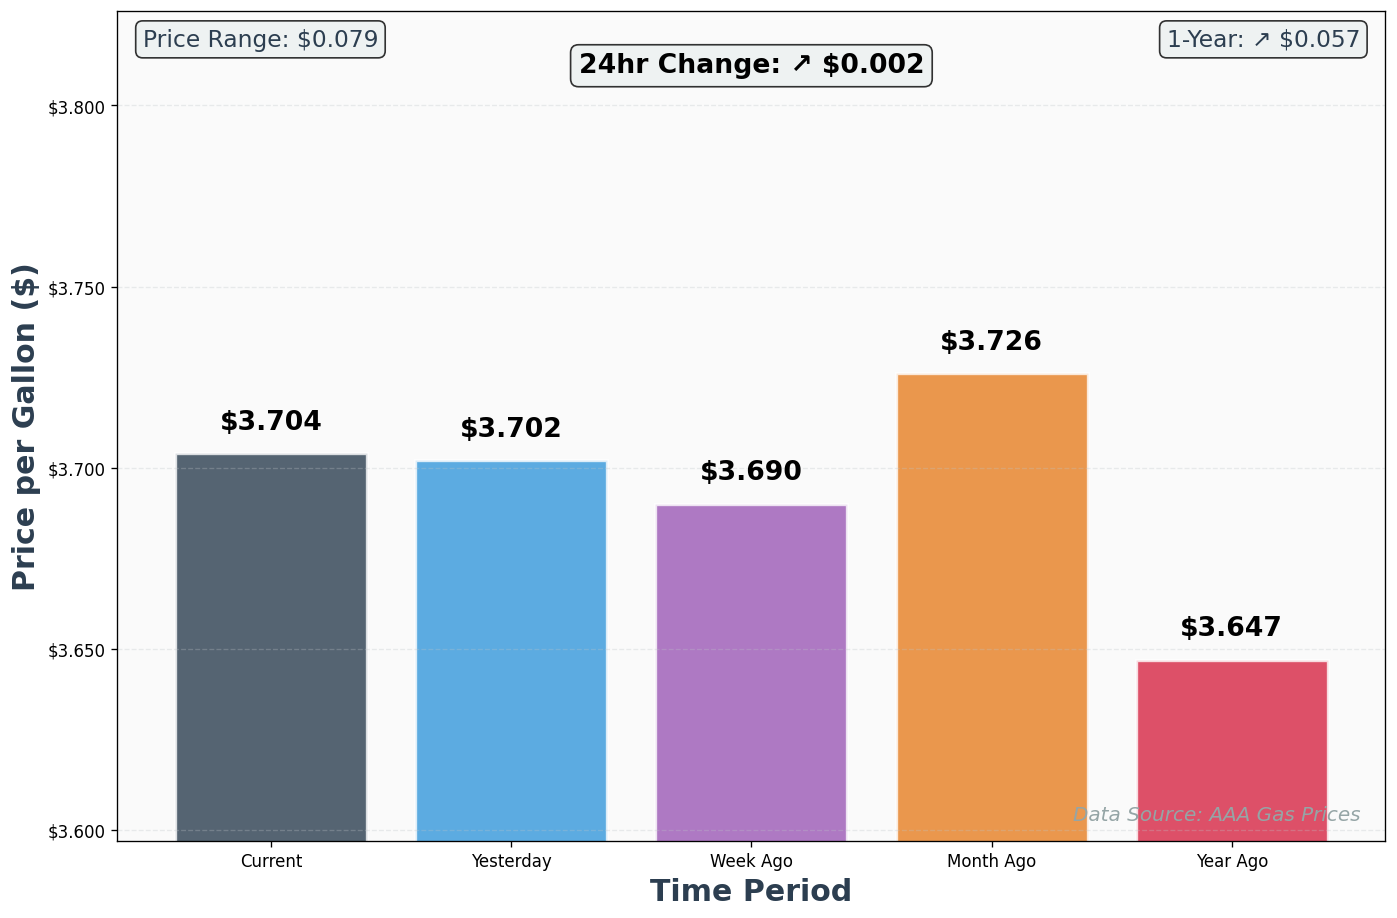 Price Range: $0.079
24hr Change: ↗ $0.002
1-Year: ↗ $0.057
Price per Gallon ($)
$3.800
$3.750
$3.700
$3.650
$3.600
$3.704
$3.702
$3.690
$3.726
$3.647
Data Source: AAA Gas Prices
Current
Yesterday
Week Ago
Month Ago
Year Ago
Time Period